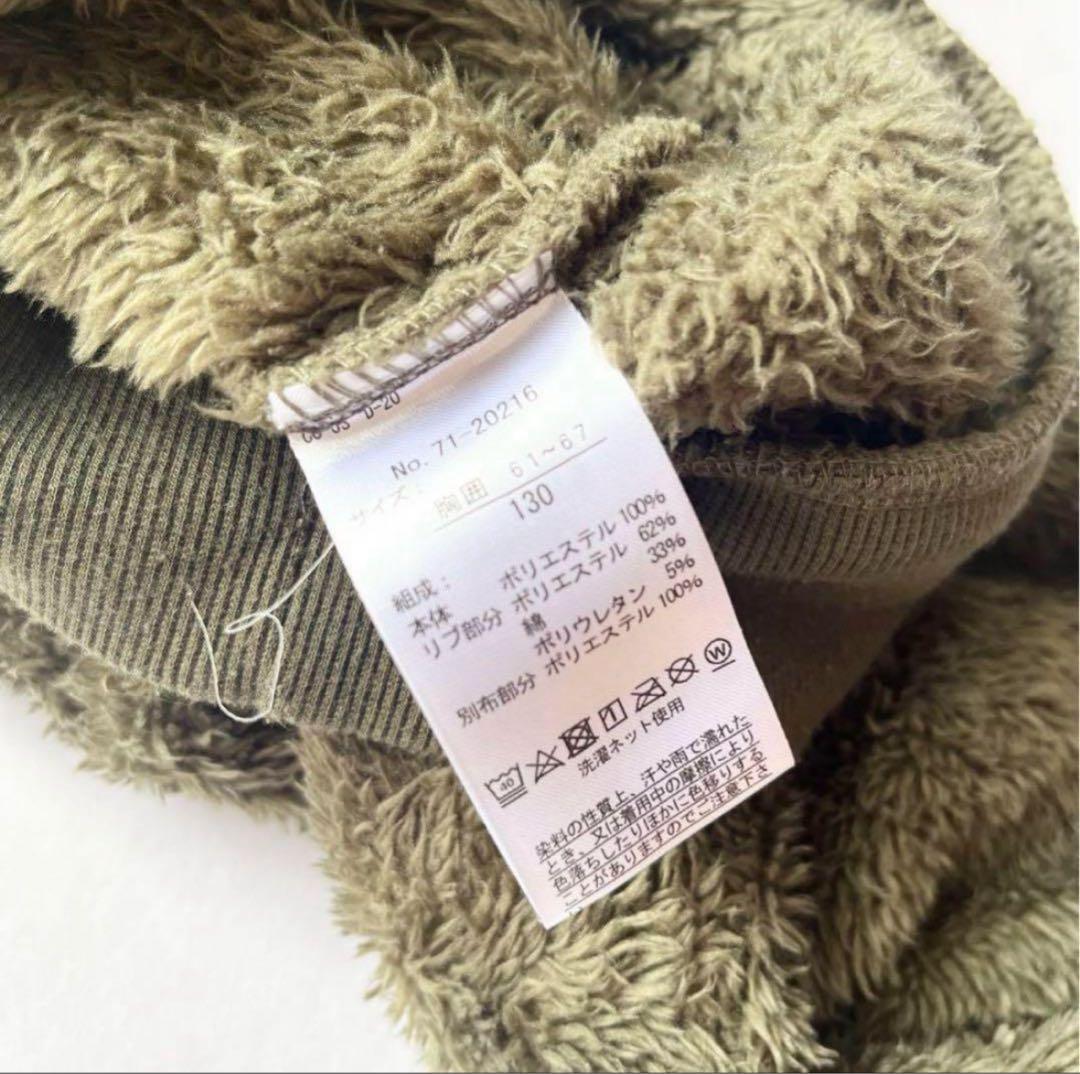 No. 71-20216
サイズ： 胸囲 61~67
130
組成：
本体 ポリエステル 100%
リブ部分 ポリエステル 62%
綿 33%
ポリウレタン 5%
別布部分 ポリエステル 100%
40 W
洗濯ネット使用
染料の性質上、汗や雨で濡れた
とき、又は着用中の摩擦により
色落ちしたりほかに色移りする
ことがありますのでご注意下さ